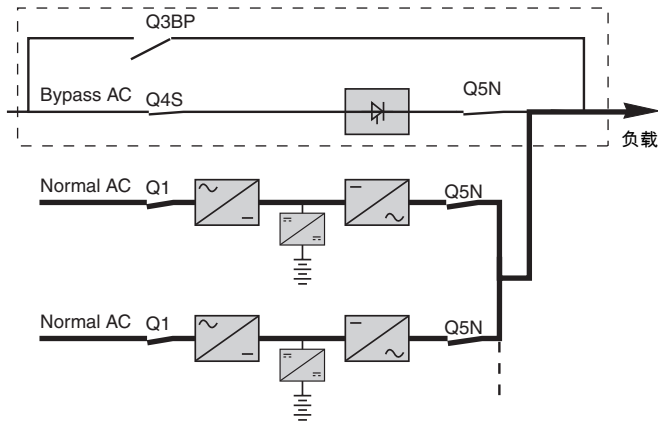 Q3BP
Bypass AC
Q4S
Q5N
负载
Normal AC
Q1
Q5N
Normal AC
Q1
Q5N